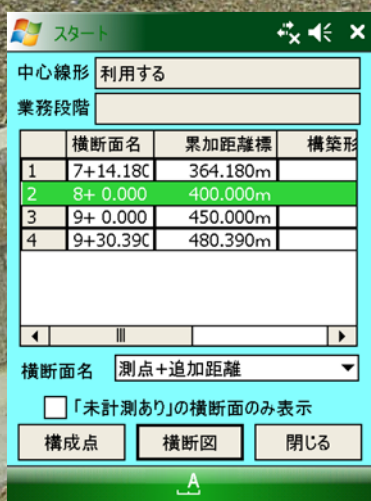 スタート
中心線形 利用する
業務段階
横断面名 累加距離標 構築形
1 7+14.180 364.180m
2 8+ 0.000 400.000m
3 9+ 0.000 450.000m
4 9+30.390 480.390m
横断面名 測点+追加距離
「未計測あり」の横断面のみ表示
構成点 横断図 閉じる
A